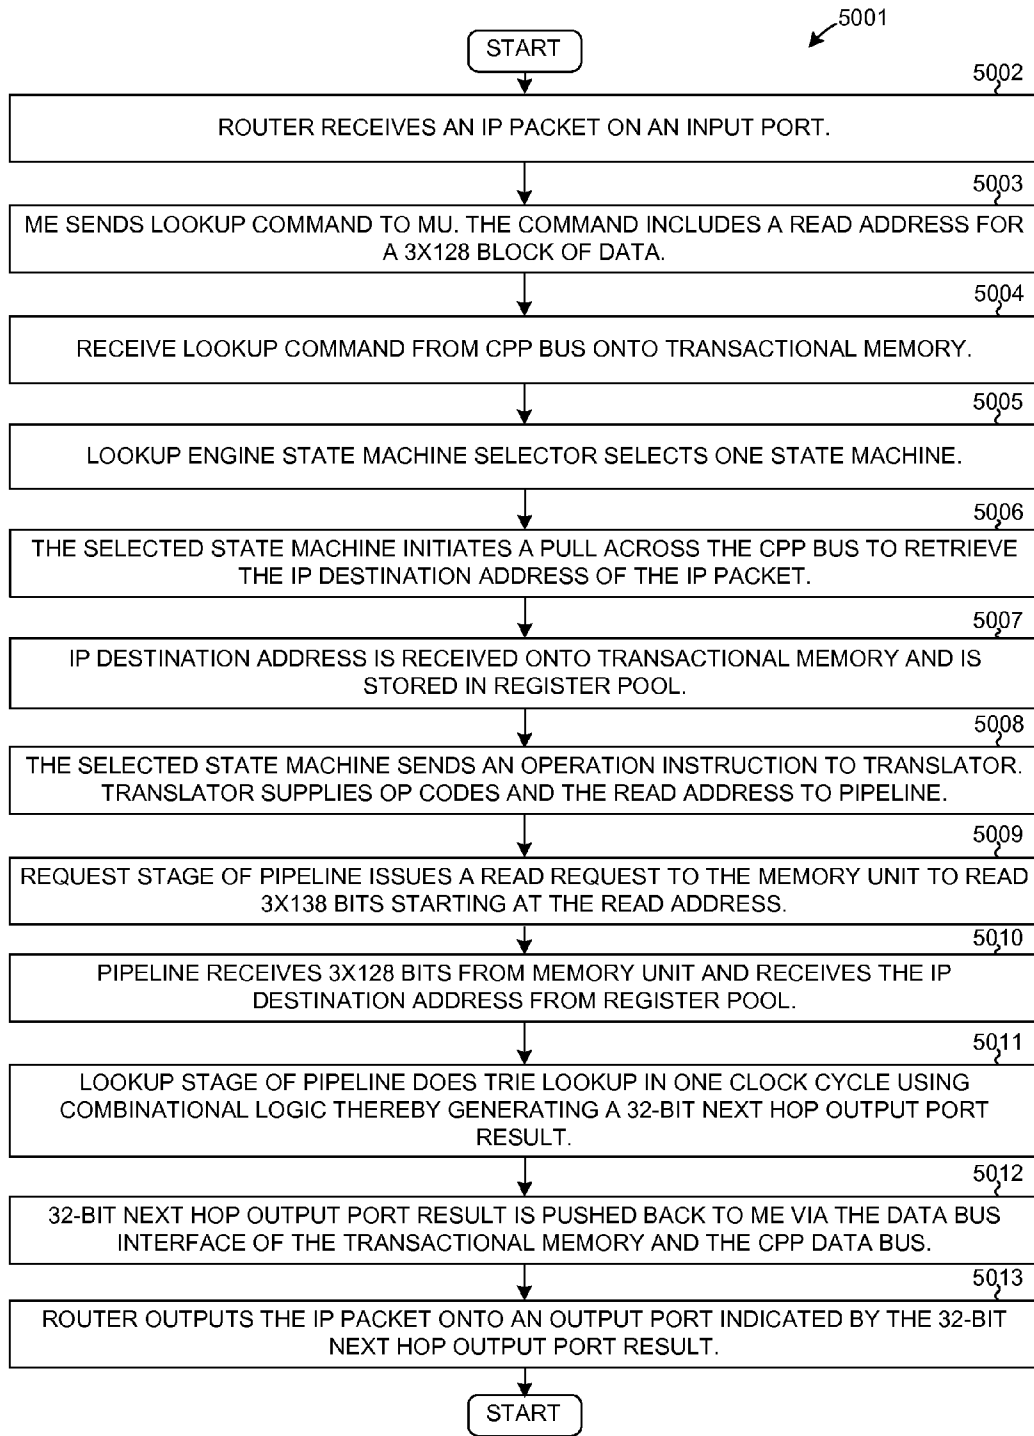 5001
START
5002
ROUTER RECEIVES AN IP PACKET ON AN INPUT PORT.
5003
ME SENDS LOOKUP COMMAND TO MU. THE COMMAND INCLUDES A READ ADDRESS FOR
A 3X128 BLOCK OF DATA.
5004
RECEIVE LOOKUP COMMAND FROM CPP BUS ONTO TRANSACTIONAL MEMORY.
5005
LOOKUP ENGINE STATE MACHINE SELECTOR SELECTS ONE STATE MACHINE.
5006
THE SELECTED STATE MACHINE INITIATES A PULL ACROSS THE CPP BUS TO RETRIEVE
THE IP DESTINATION ADDRESS OF THE IP PACKET.
5007
IP DESTINATION ADDRESS IS RECEIVED ONTO TRANSACTIONAL MEMORY AND IS
STORED IN REGISTER POOL.
5008
THE SELECTED STATE MACHINE SENDS AN OPERATION INSTRUCTION TO TRANSLATOR.
TRANSLATOR SUPPLIES OP CODES AND THE READ ADDRESS TO PIPELINE.
5009
REQUEST STAGE OF PIPELINE ISSUES A READ REQUEST TO THE MEMORY UNIT TO READ
3X138 BITS STARTING AT THE READ ADDRESS.
5010
PIPELINE RECEIVES 3X128 BITS FROM MEMORY UNIT AND RECEIVES THE IP
DESTINATION ADDRESS FROM REGISTER POOL.
5011
LOOKUP STAGE OF PIPELINE DOES TRIE LOOKUP IN ONE CLOCK CYCLE USING
COMBINATIONAL LOGIC THEREBY GENERATING A 32-BIT NEXT HOP OUTPUT PORT
RESULT.
5012
32-BIT NEXT HOP OUTPUT PORT RESULT IS PUSHED BACK TO ME VIA THE DATA BUS
INTERFACE OF THE TRANSACTIONAL MEMORY AND THE CPP DATA BUS.
5013
ROUTER OUTPUTS THE IP PACKET ONTO AN OUTPUT PORT INDICATED BY THE 32-BIT
NEXT HOP OUTPUT PORT RESULT.
START